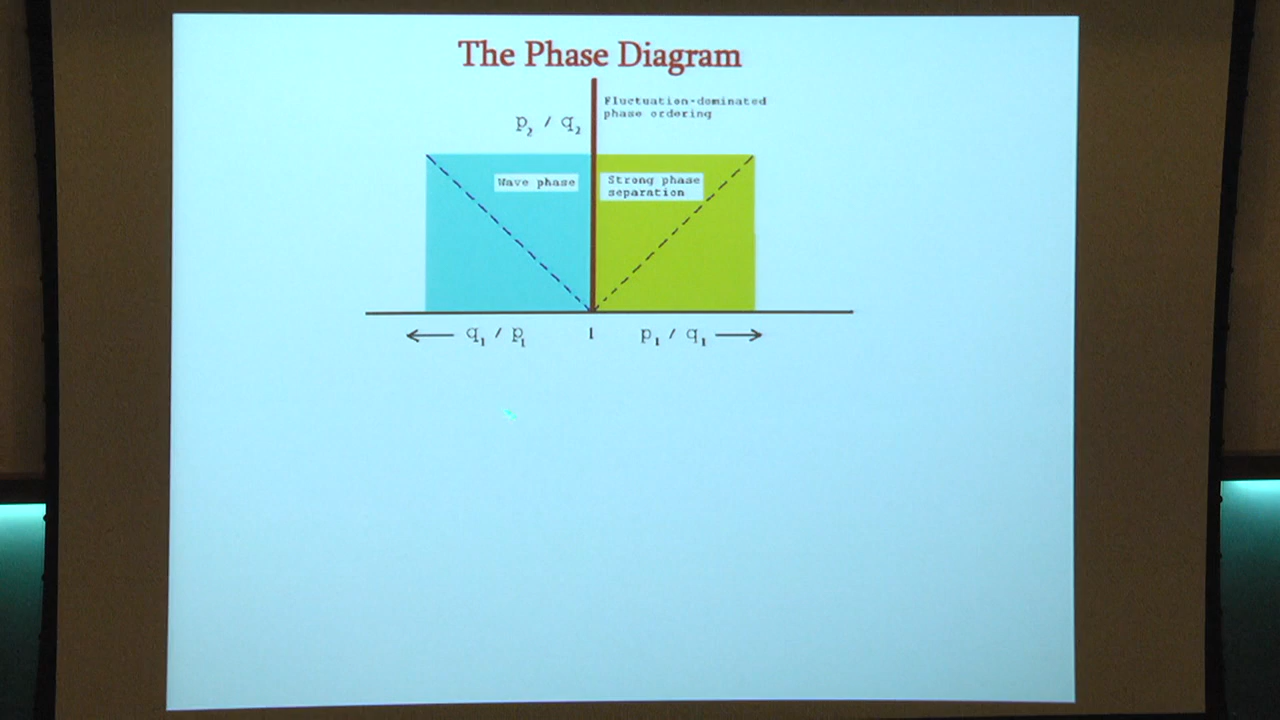 The Phase Diagram
Fluctuation-dominated
phase ordering
p₂ / q₂
Wave phase
Strong phase
separation
← q₁ / p₁
1
p₁ / q₁ →